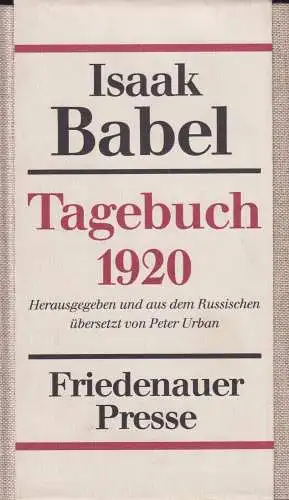 Isaak
Babel
Tagebuch
1920
Herausgegeben und aus dem Russischen
übersetzt von Peter Urban
Friedenauer
Presse